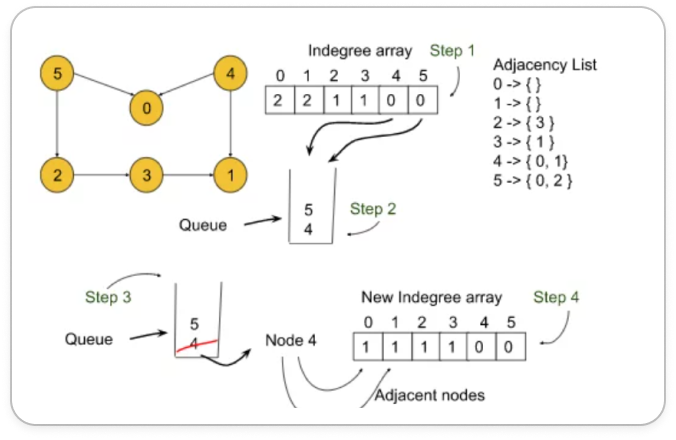 Indegree array Step 1
5 4
0
0 1 2 3 4 5
2 2 1 1 0 0
2 3 1
Adjacency List
0 -> { }
1 -> { }
2 -> { 3 }
3 -> { 1 }
4 -> { 0, 1}
5 -> { 0, 2 }
5
4
Queue
Step 2
Step 3
Queue
5
4
Node 4
New Indegree array Step 4
0 1 2 3 4 5
1 1 1 1 0 0
Adjacent nodes